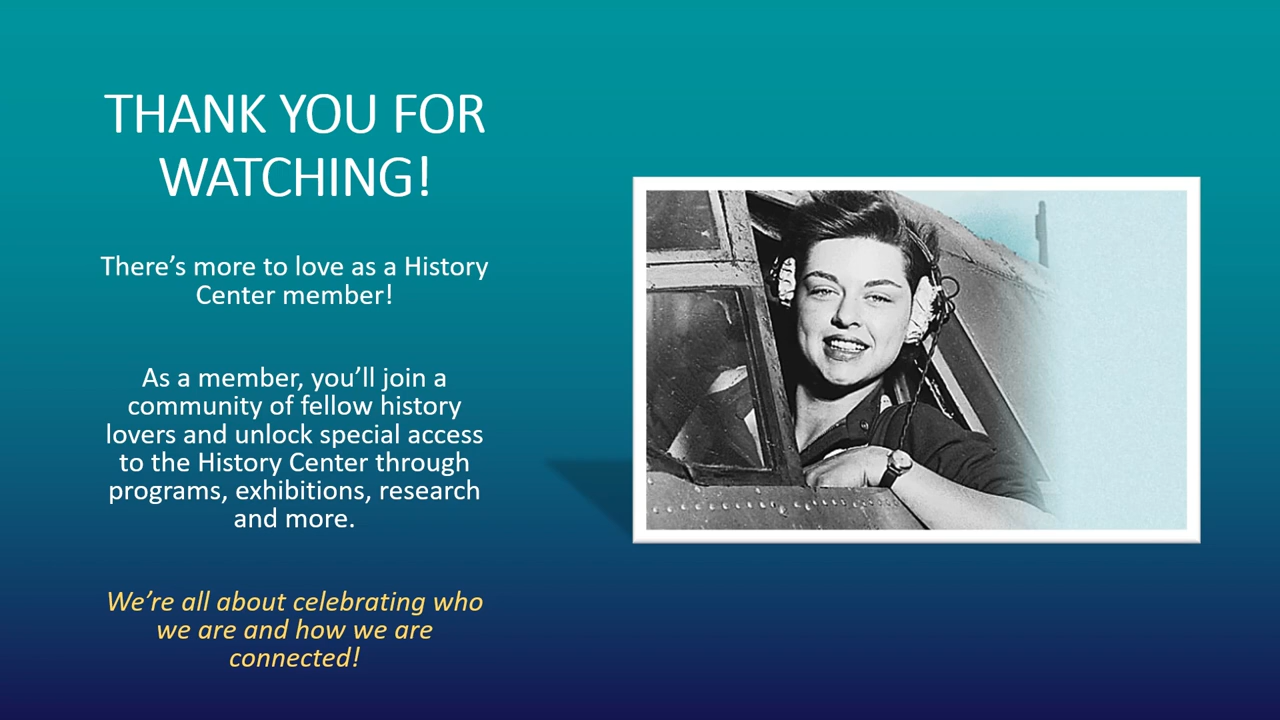 THANK YOU FOR
WATCHING!
There’s more to love as a History
Center member!
As a member, you’ll join a
community of fellow history
lovers and unlock special access
to the History Center through
programs, exhibitions, research
and more.
We’re all about celebrating who
we are and how we are
connected!